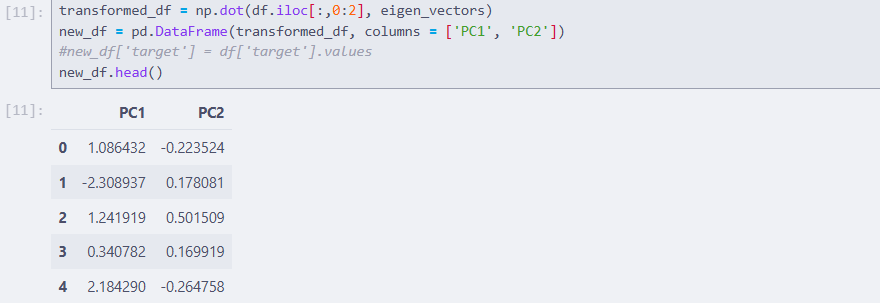 [11]: transformed_df = np.dot(df.iloc[:,0:2], eigen_vectors)
new_df = pd.DataFrame(transformed_df, columns = ['PC1', 'PC2'])
#new_df['target'] = df['target'].values
new_df.head()
[11]: PC1 PC2
0 1.086432 -0.223524
1 -2.308937 0.178081
2 1.241919 0.501509
3 0.340782 0.169919
4 2.184290 -0.264758